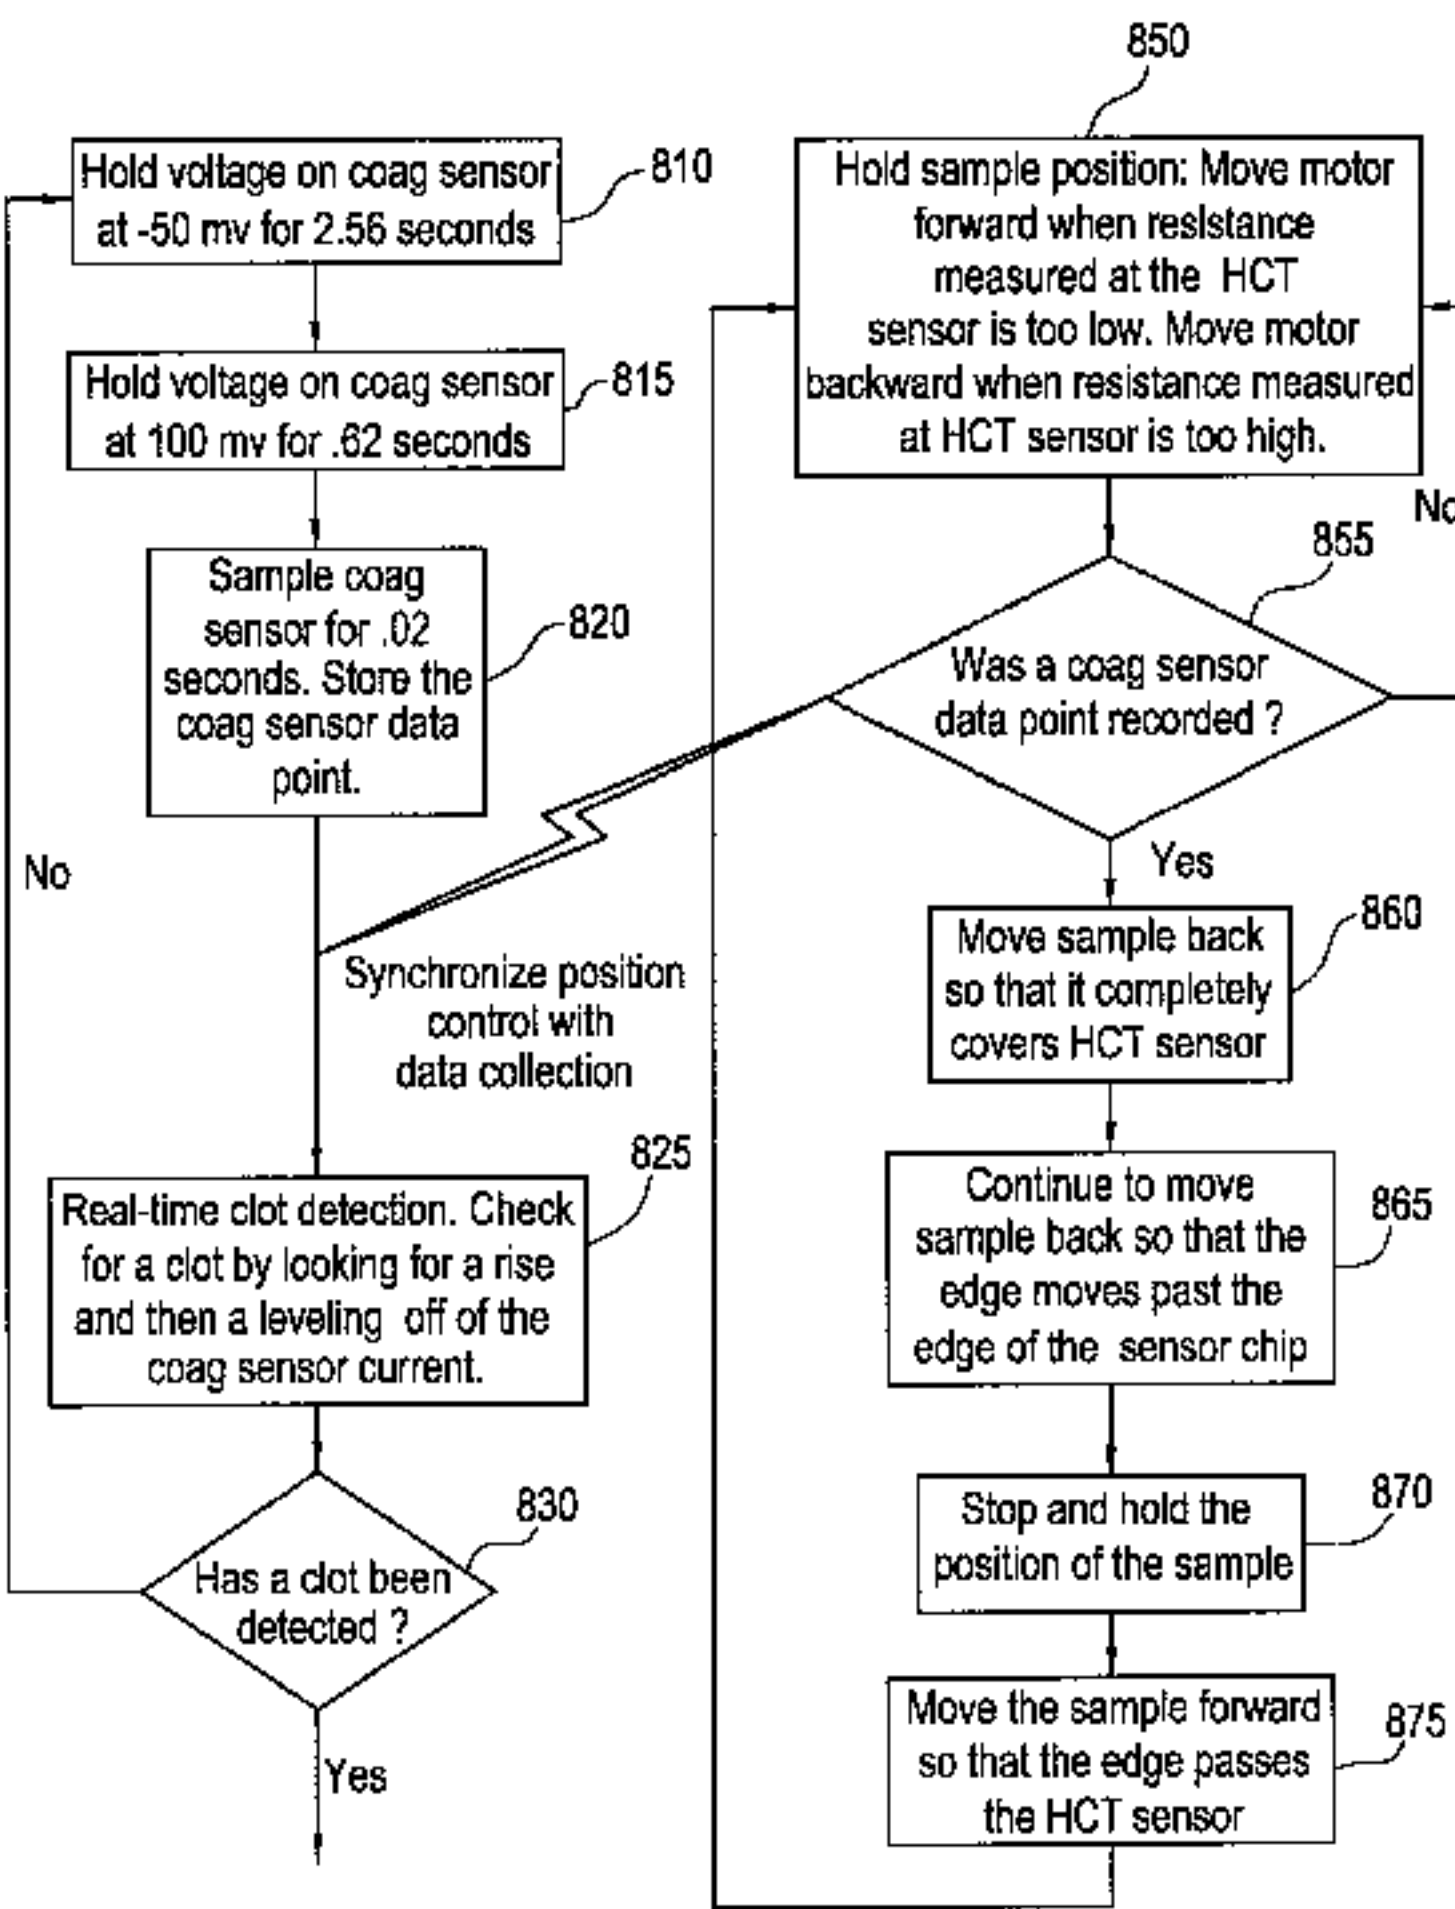 850
Hold voltage on coag sensor
at -50 mv for 2.56 seconds
810
Hold voltage on coag sensor
at 100 mv for .62 seconds
815
Sample coag
sensor for .02
seconds. Store the
coag sensor data
point.
820
No
Synchronize position
control with
data collection
Real-time clot detection. Check
for a clot by looking for a rise
and then a leveling off of the
coag sensor current.
825
Has a clot been
detected ?
830
Yes
Hold sample position: Move motor
forward when resistance
measured at the HCT
sensor is too low. Move motor
backward when resistance measured
at HCT sensor is too high.
No
855
Was a coag sensor
data point recorded ?
Yes
Move sample back
so that it completely
covers HCT sensor
860
Continue to move
sample back so that the
edge moves past the
edge of the sensor chip
865
Stop and hold the
position of the sample
870
Move the sample forward
so that the edge passes
the HCT sensor
875